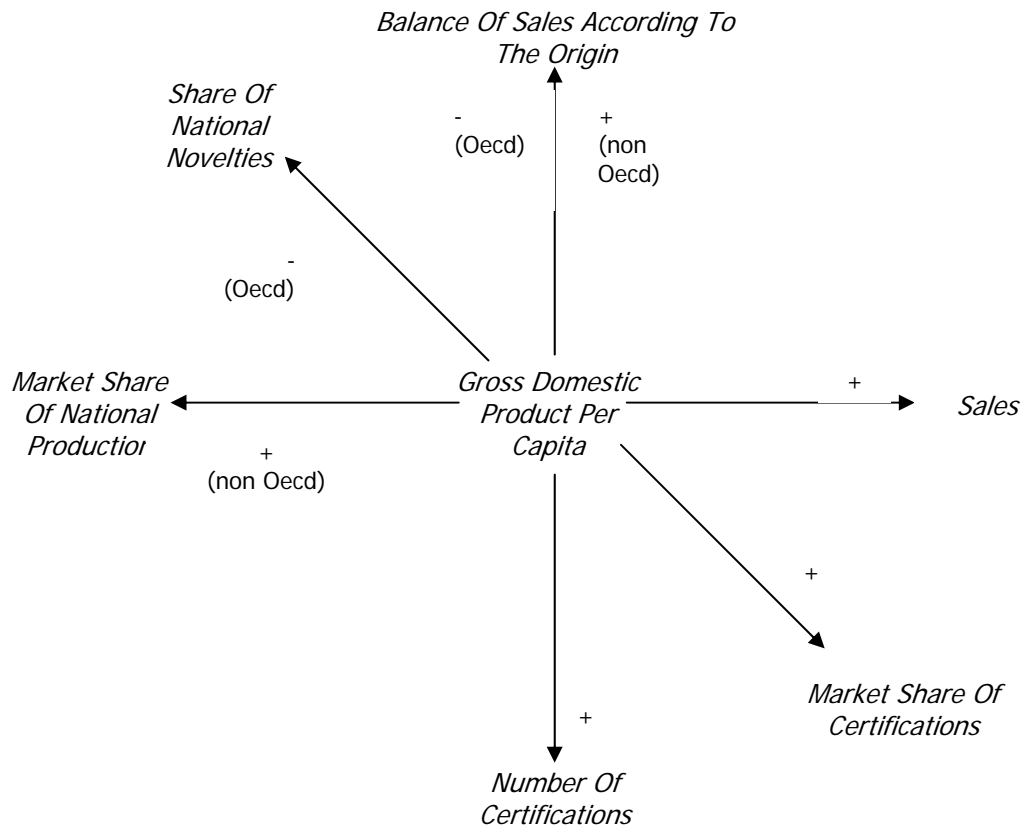 Balance Of Sales According To
The Origin
Share Of
National
Novelties
-
(Oecd)
+
(non
Oecd)
-
(Oecd)
Market Share
Of National
Production
+
(non Oecd)
Gross Domestic
Product Per
Capita
+
Sales
+
Market Share Of
Certifications
+
Number Of
Certifications